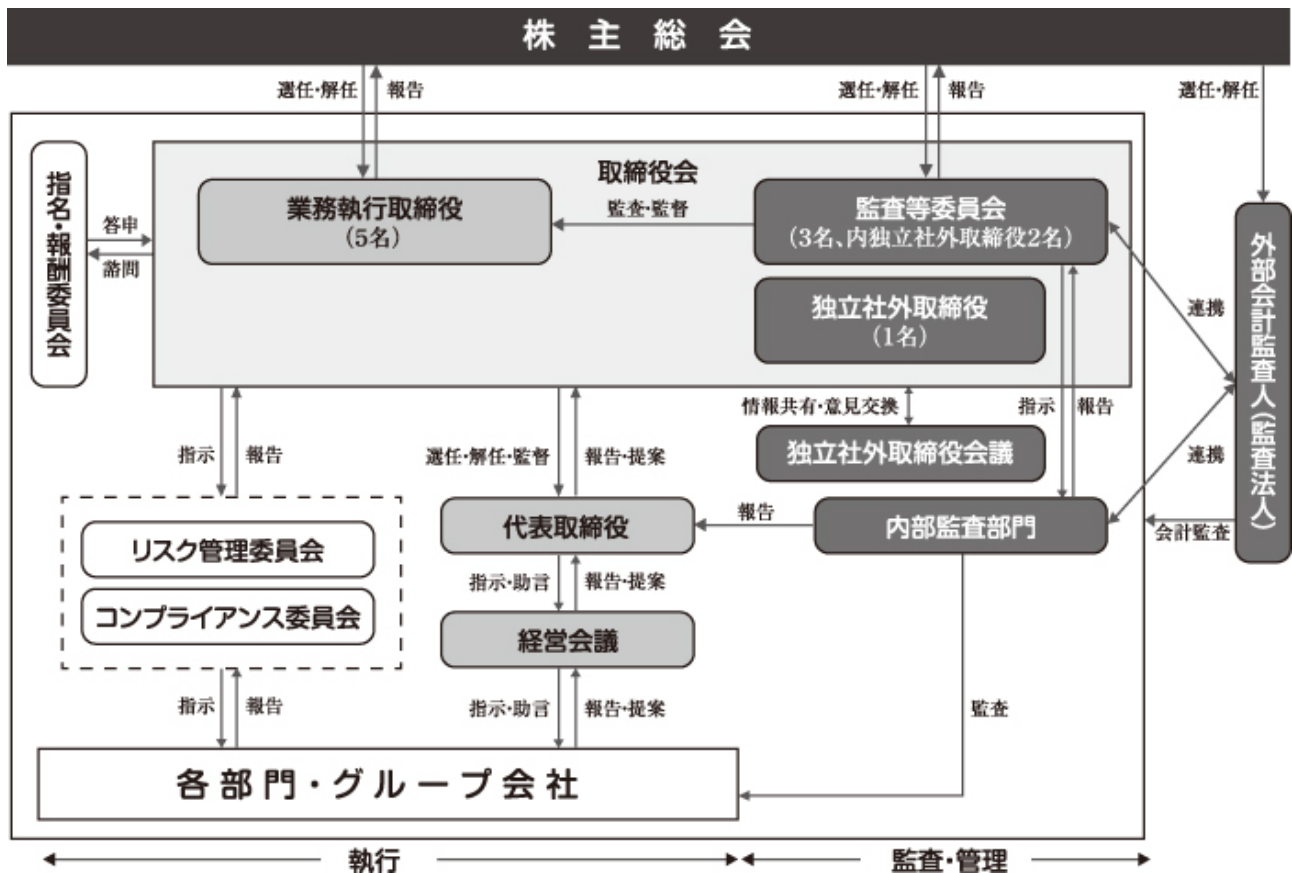 株主総会
選任・解任
報告
選任・解任
報告
選任・解任
指名・報酬委員会
答申
諮問
取締役会
業務執行取締役
（5名）
監査・監督
監査等委員会
（3名、内独立社外取締役2名）
独立社外取締役
（1名）
連携
外部会計監査人（監査法人）
指示
報告
選任・解任・監督
報告・提案
情報共有・意見交換
指示
報告
独立社外取締役会議
連携
代表取締役
報告
内部監査部門
会計監査
リスク管理委員会
コンプライアンス委員会
指示・助言
報告・提案
経営会議
指示
報告
指示・助言
報告・提案
監査
各部門・グループ会社
執行
監査・管理